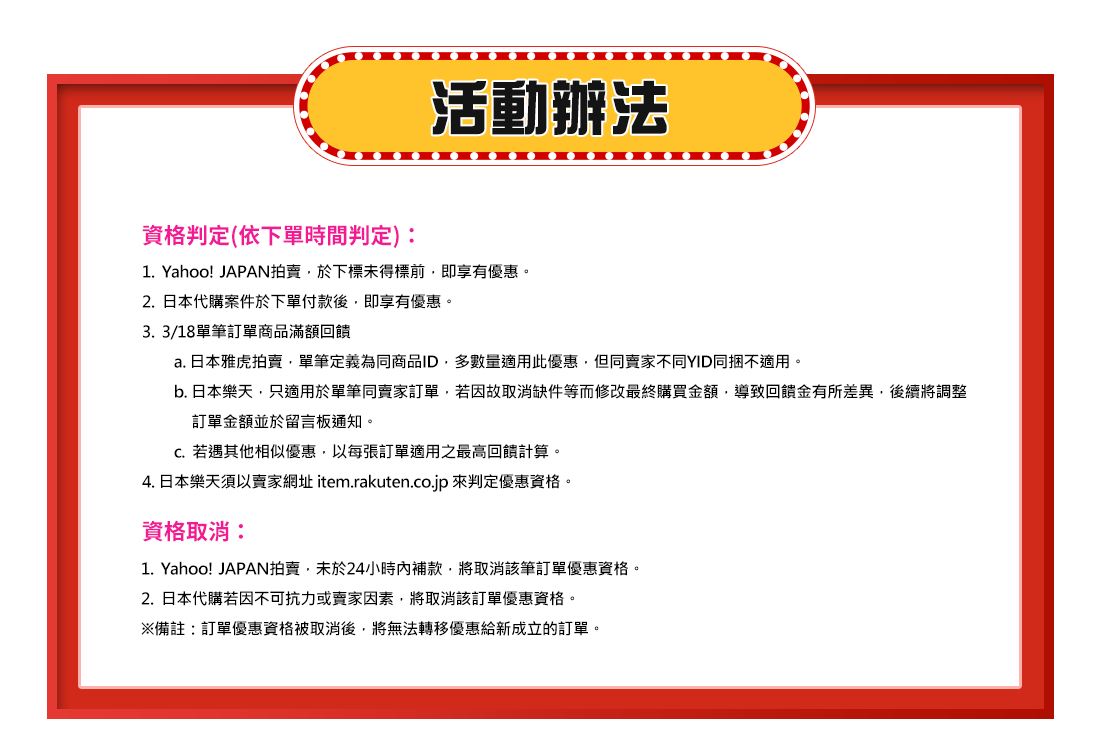 活動辦法
資格判定(依下單時間判定)：
1. Yahoo! JAPAN拍賣，於下標未得標前，即享有優惠。
2. 日本代購案件於下單付款後，即享有優惠。
3. 3/18單筆訂單商品滿額回饋
a. 日本雅虎拍賣，單筆定義為同商品ID，多數量適用此優惠，但同賣家不同YID同捆不適用。
b. 日本樂天，只適用於單筆同賣家訂單，若因故取消缺件等而修改最終購買金額，導致回饋金有所差異，後續將調整
訂單金額並於留言板通知。
c. 若遇其他相似優惠，以每張訂單適用之最高回饋計算。
4. 日本樂天須以賣家網址 item.rakuten.co.jp 來判定優惠資格。
資格取消：
1. Yahoo! JAPAN拍賣，未於24小時內補款，將取消該筆訂單優惠資格。
2. 日本代購若因不可抗力或賣家因素，將取消該訂單優惠資格。
※備註：訂單優惠資格被取消後，將無法轉移優惠給新成立的訂單。